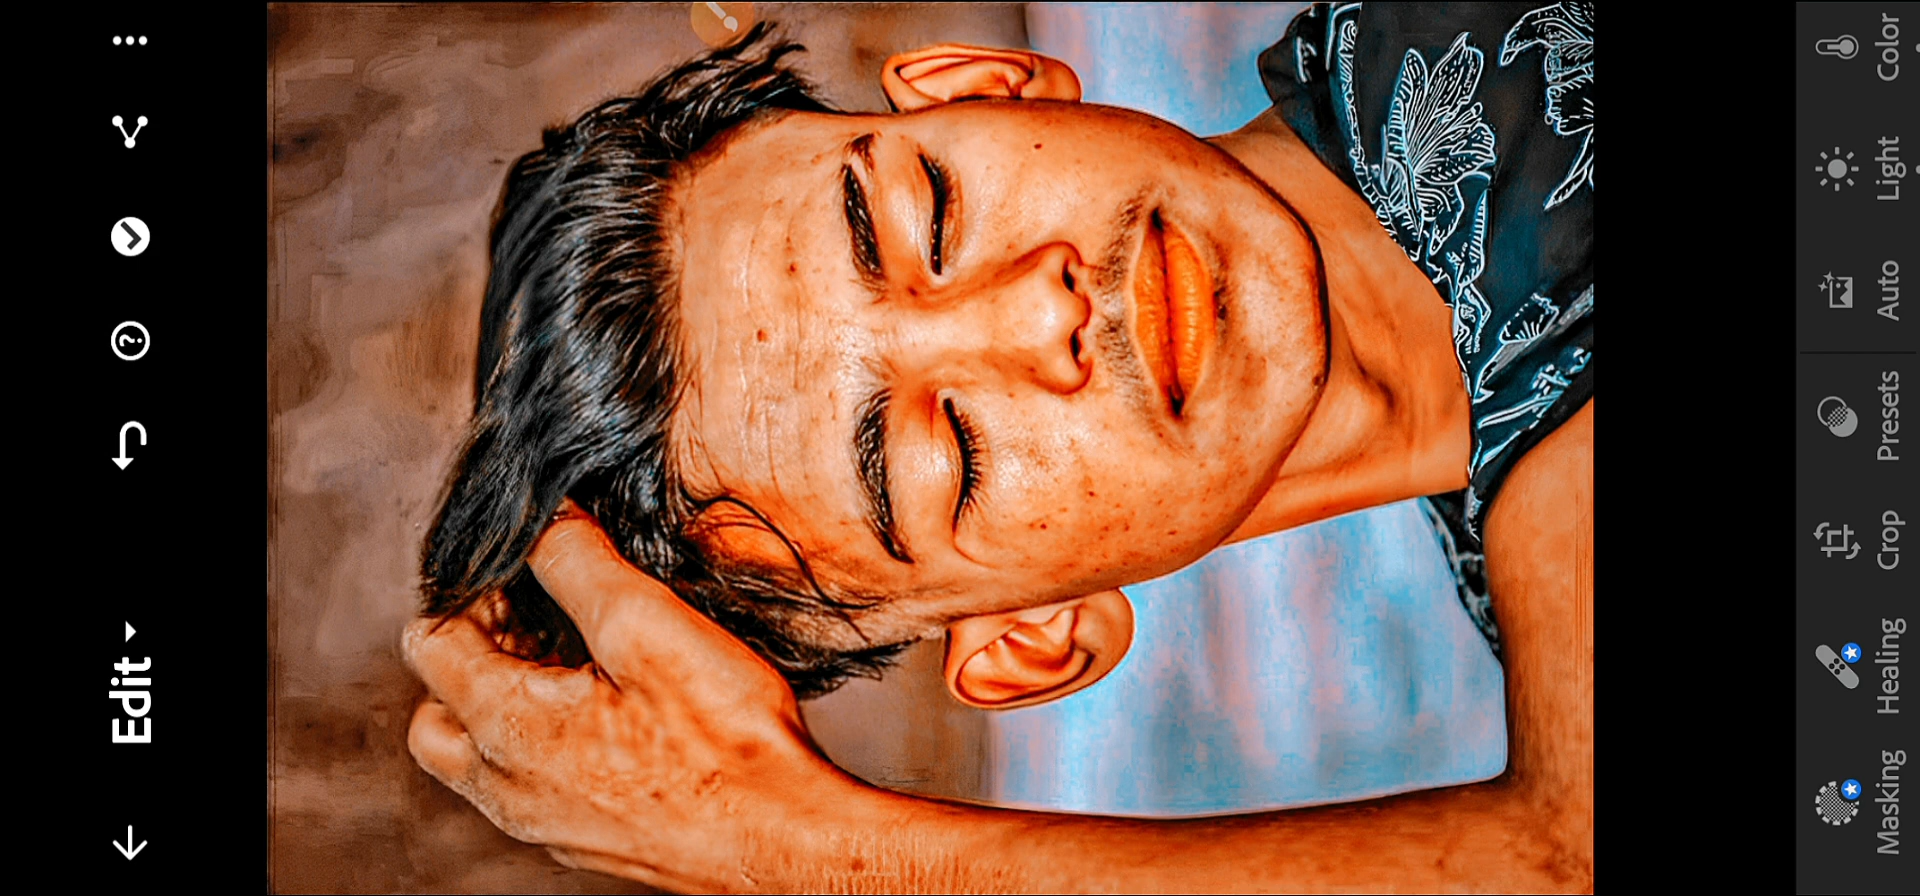 Edit
Masking
Healing
Crop
Presets
Auto
Light
Color